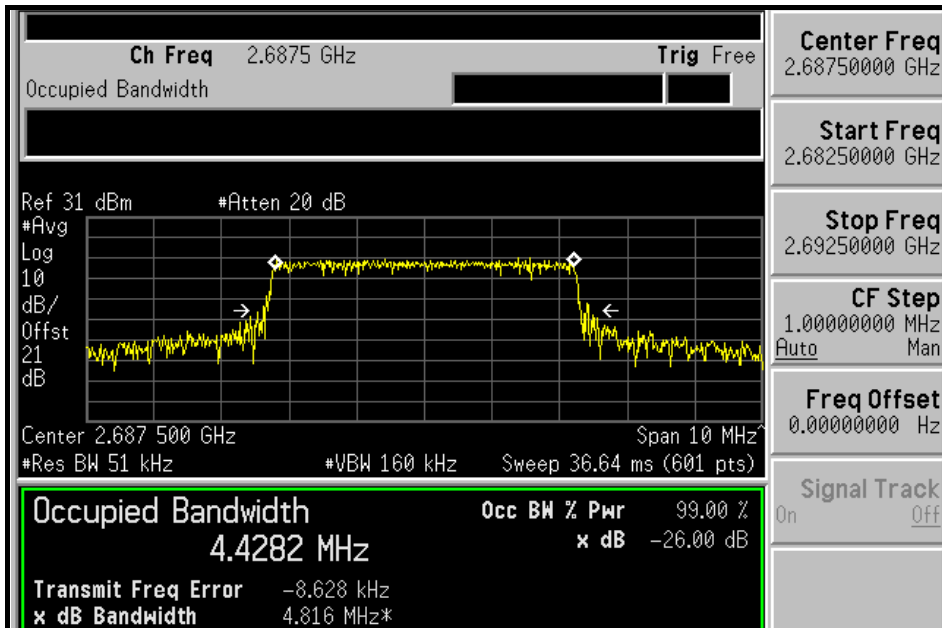 Ch Freq 2.6875 GHz Trig Free
Occupied Bandwidth
Ref 31 dBm #Atten 20 dB
#Avg
Log
10
dB/
Offst
21
dB
Center 2.687 500 GHz Span 10 MHz^
#Res BW 51 kHz #VBW 160 kHz Sweep 36.64 ms (601 pts)
Occupied Bandwidth Occ BW % Pwr 99.00 %
4.4282 MHz x dB -26.00 dB
Transmit Freq Error -8.628 kHz
x dB Bandwidth 4.816 MHz*
Center Freq
2.68750000 GHz
Start Freq
2.68250000 GHz
Stop Freq
2.69250000 GHz
CF Step
1.00000000 MHz
Auto Man
Freq Offset
0.00000000 Hz
Signal Track
On Off